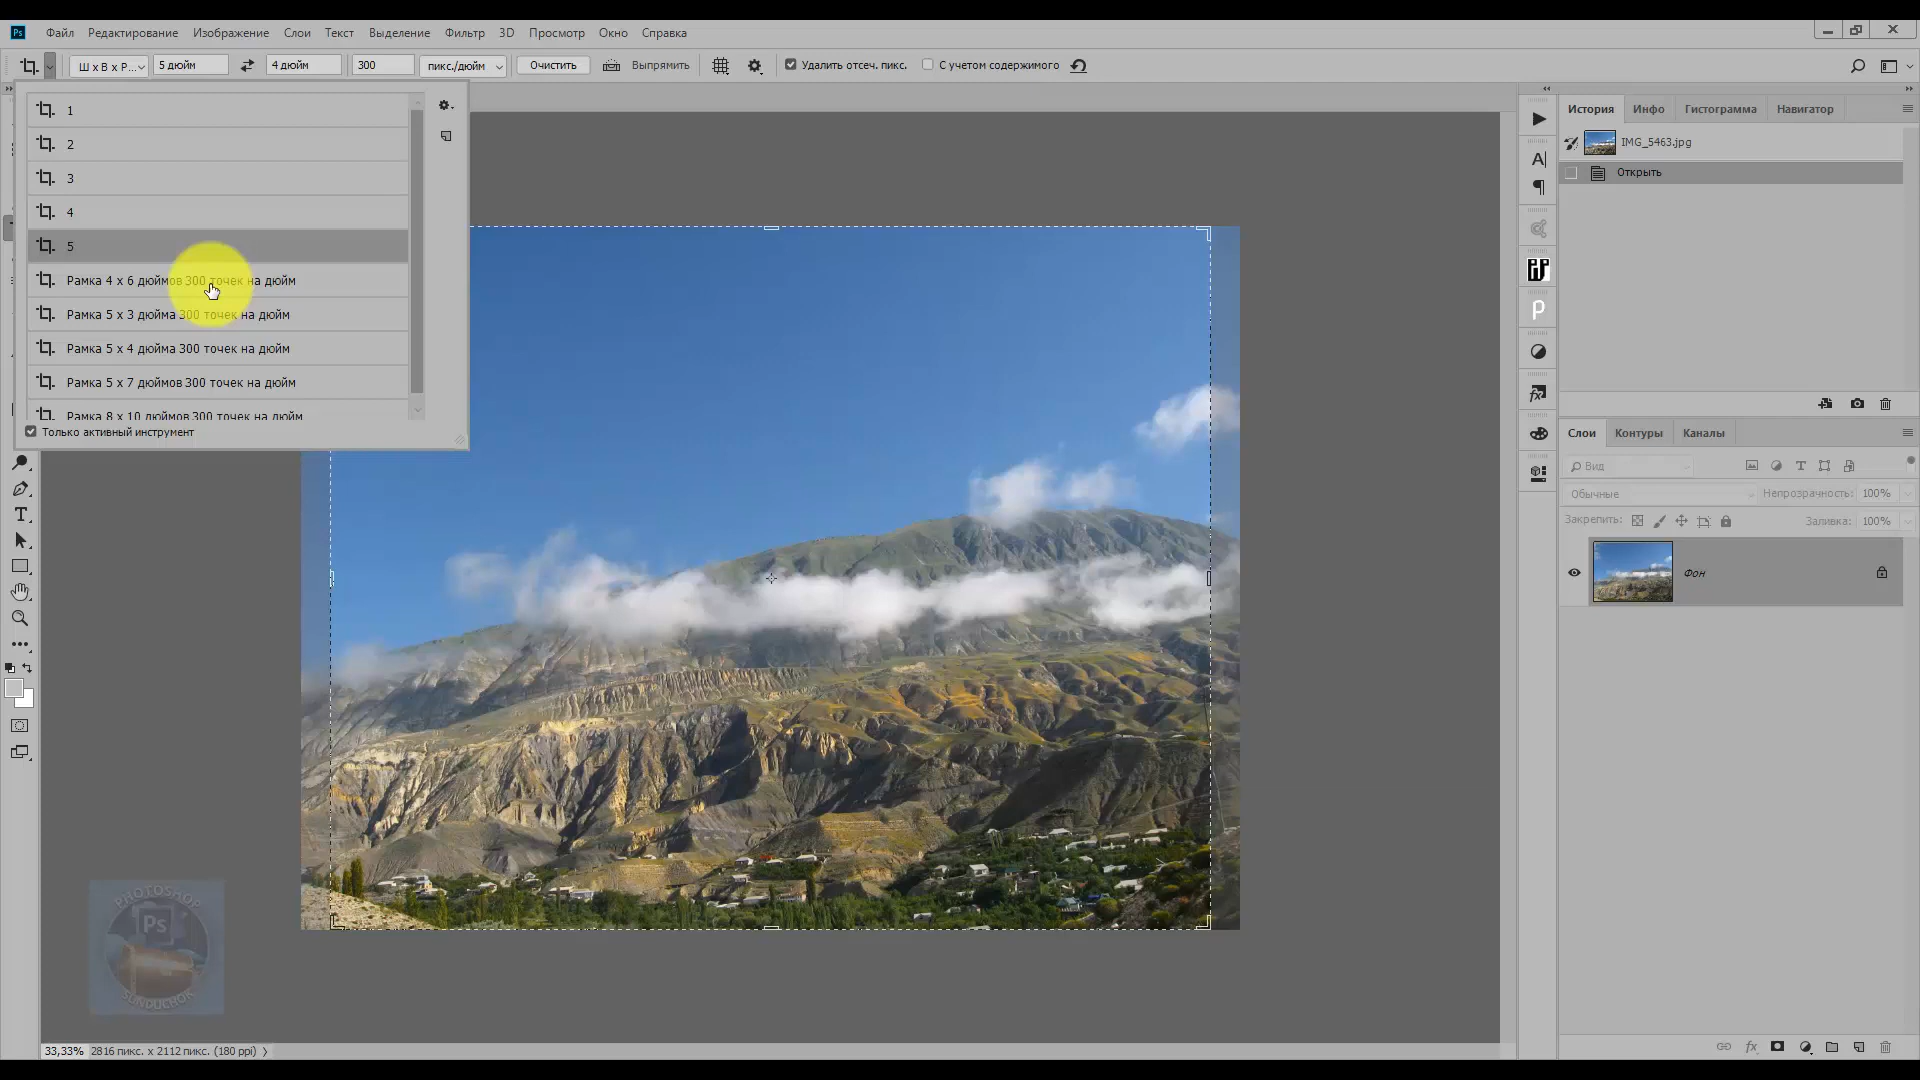 Ps Файл Редактирование Изображение Слои Текст Выделение Фильтр 3D Просмотр Окно Справка
Ш x В x Р... 5 дюйм 4 дюйм 300 пикс./дюйм Очистить Выпрямить Удалить отсеч. пикс. С учетом содержимого
1
2
3
4
5
Рамка 4 x 6 дюймов 300 точек на дюйм
Рамка 5 x 3 дюйма 300 точек на дюйм
Рамка 5 x 4 дюйма 300 точек на дюйм
Рамка 5 x 7 дюймов 300 точек на дюйм
Рамка 8 x 10 дюймов 300 точек на дюйм
Только активный инструмент
История Инфо Гистограмма Навигатор
IMG_5463.jpg
Открыть
Слои Контуры Каналы
Вид
Обычные Непрозрачность: 100%
Закрепить: Заливка: 100%
Фон
PHOTOSHOP
Ps
SUNDUCHOK
33,33% 2816 пикс. x 2112 пикс. (180 ppi)